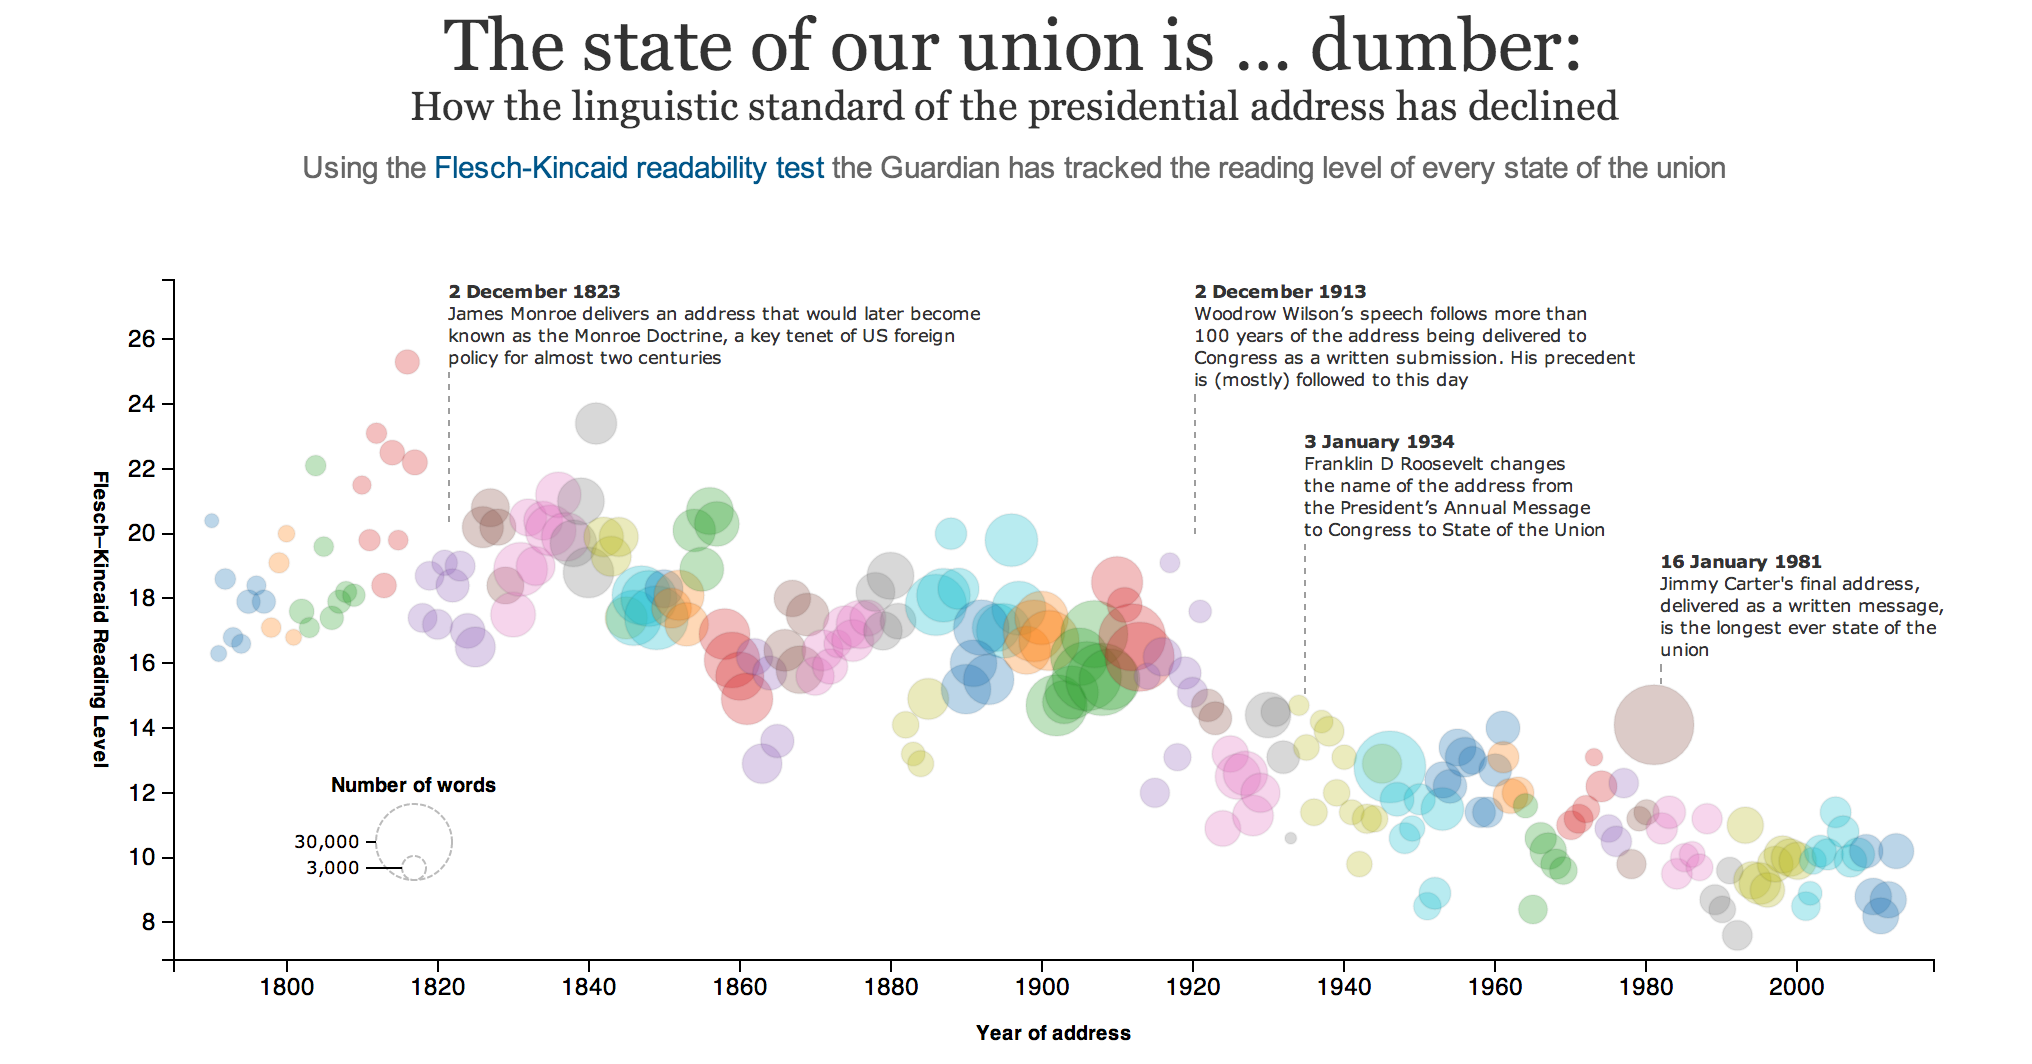 The state of our union is ... dumber:
How the linguistic standard of the presidential address has declined
Using the Flesch-Kincaid readability test the Guardian has tracked the reading level of every state of the union
2 December 1823
James Monroe delivers an address that would later become
known as the Monroe Doctrine, a key tenet of US foreign
policy for almost two centuries
2 December 1913
Woodrow Wilson’s speech follows more than
100 years of the address being delivered to
Congress as a written submission. His precedent
is (mostly) followed to this day
3 January 1934
Franklin D Roosevelt changes
the name of the address from
the President’s Annual Message
to Congress to State of the Union
16 January 1981
Jimmy Carter's final address,
delivered as a written message,
is the longest ever state of the
union
Flesch–Kincaid Reading Level
26
24
22
20
18
16
14
12
10
8
Number of words
30,000
3,000
1800 1820 1840 1860 1880 1900 1920 1940 1960 1980 2000
Year of address